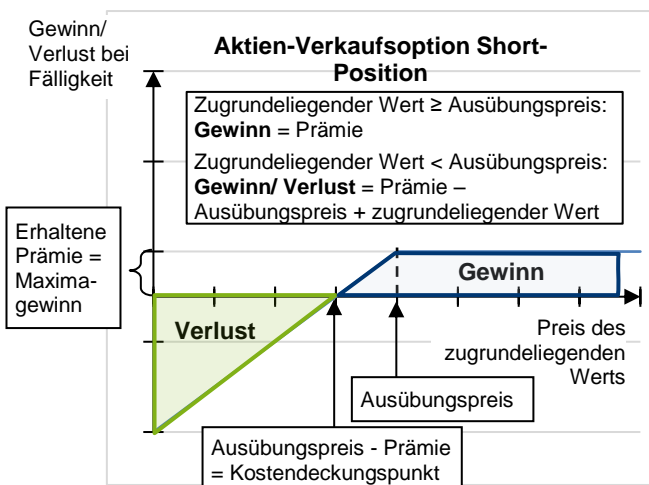 Gewinn/
Verlust bei
Fälligkeit
Aktien-Verkaufsoption Short-
Position
Zugrundeliegender Wert ≥ Ausübungspreis:
Gewinn = Prämie
Zugrundeliegender Wert < Ausübungspreis:
Gewinn/ Verlust = Prämie –
Ausübungspreis + zugrundeliegender Wert
Erhaltene
Prämie =
Maxima-
gewinn
Gewinn
Verlust
Preis des
zugrundeliegenden
Werts
Ausübungspreis
Ausübungspreis - Prämie
= Kostendeckungspunkt